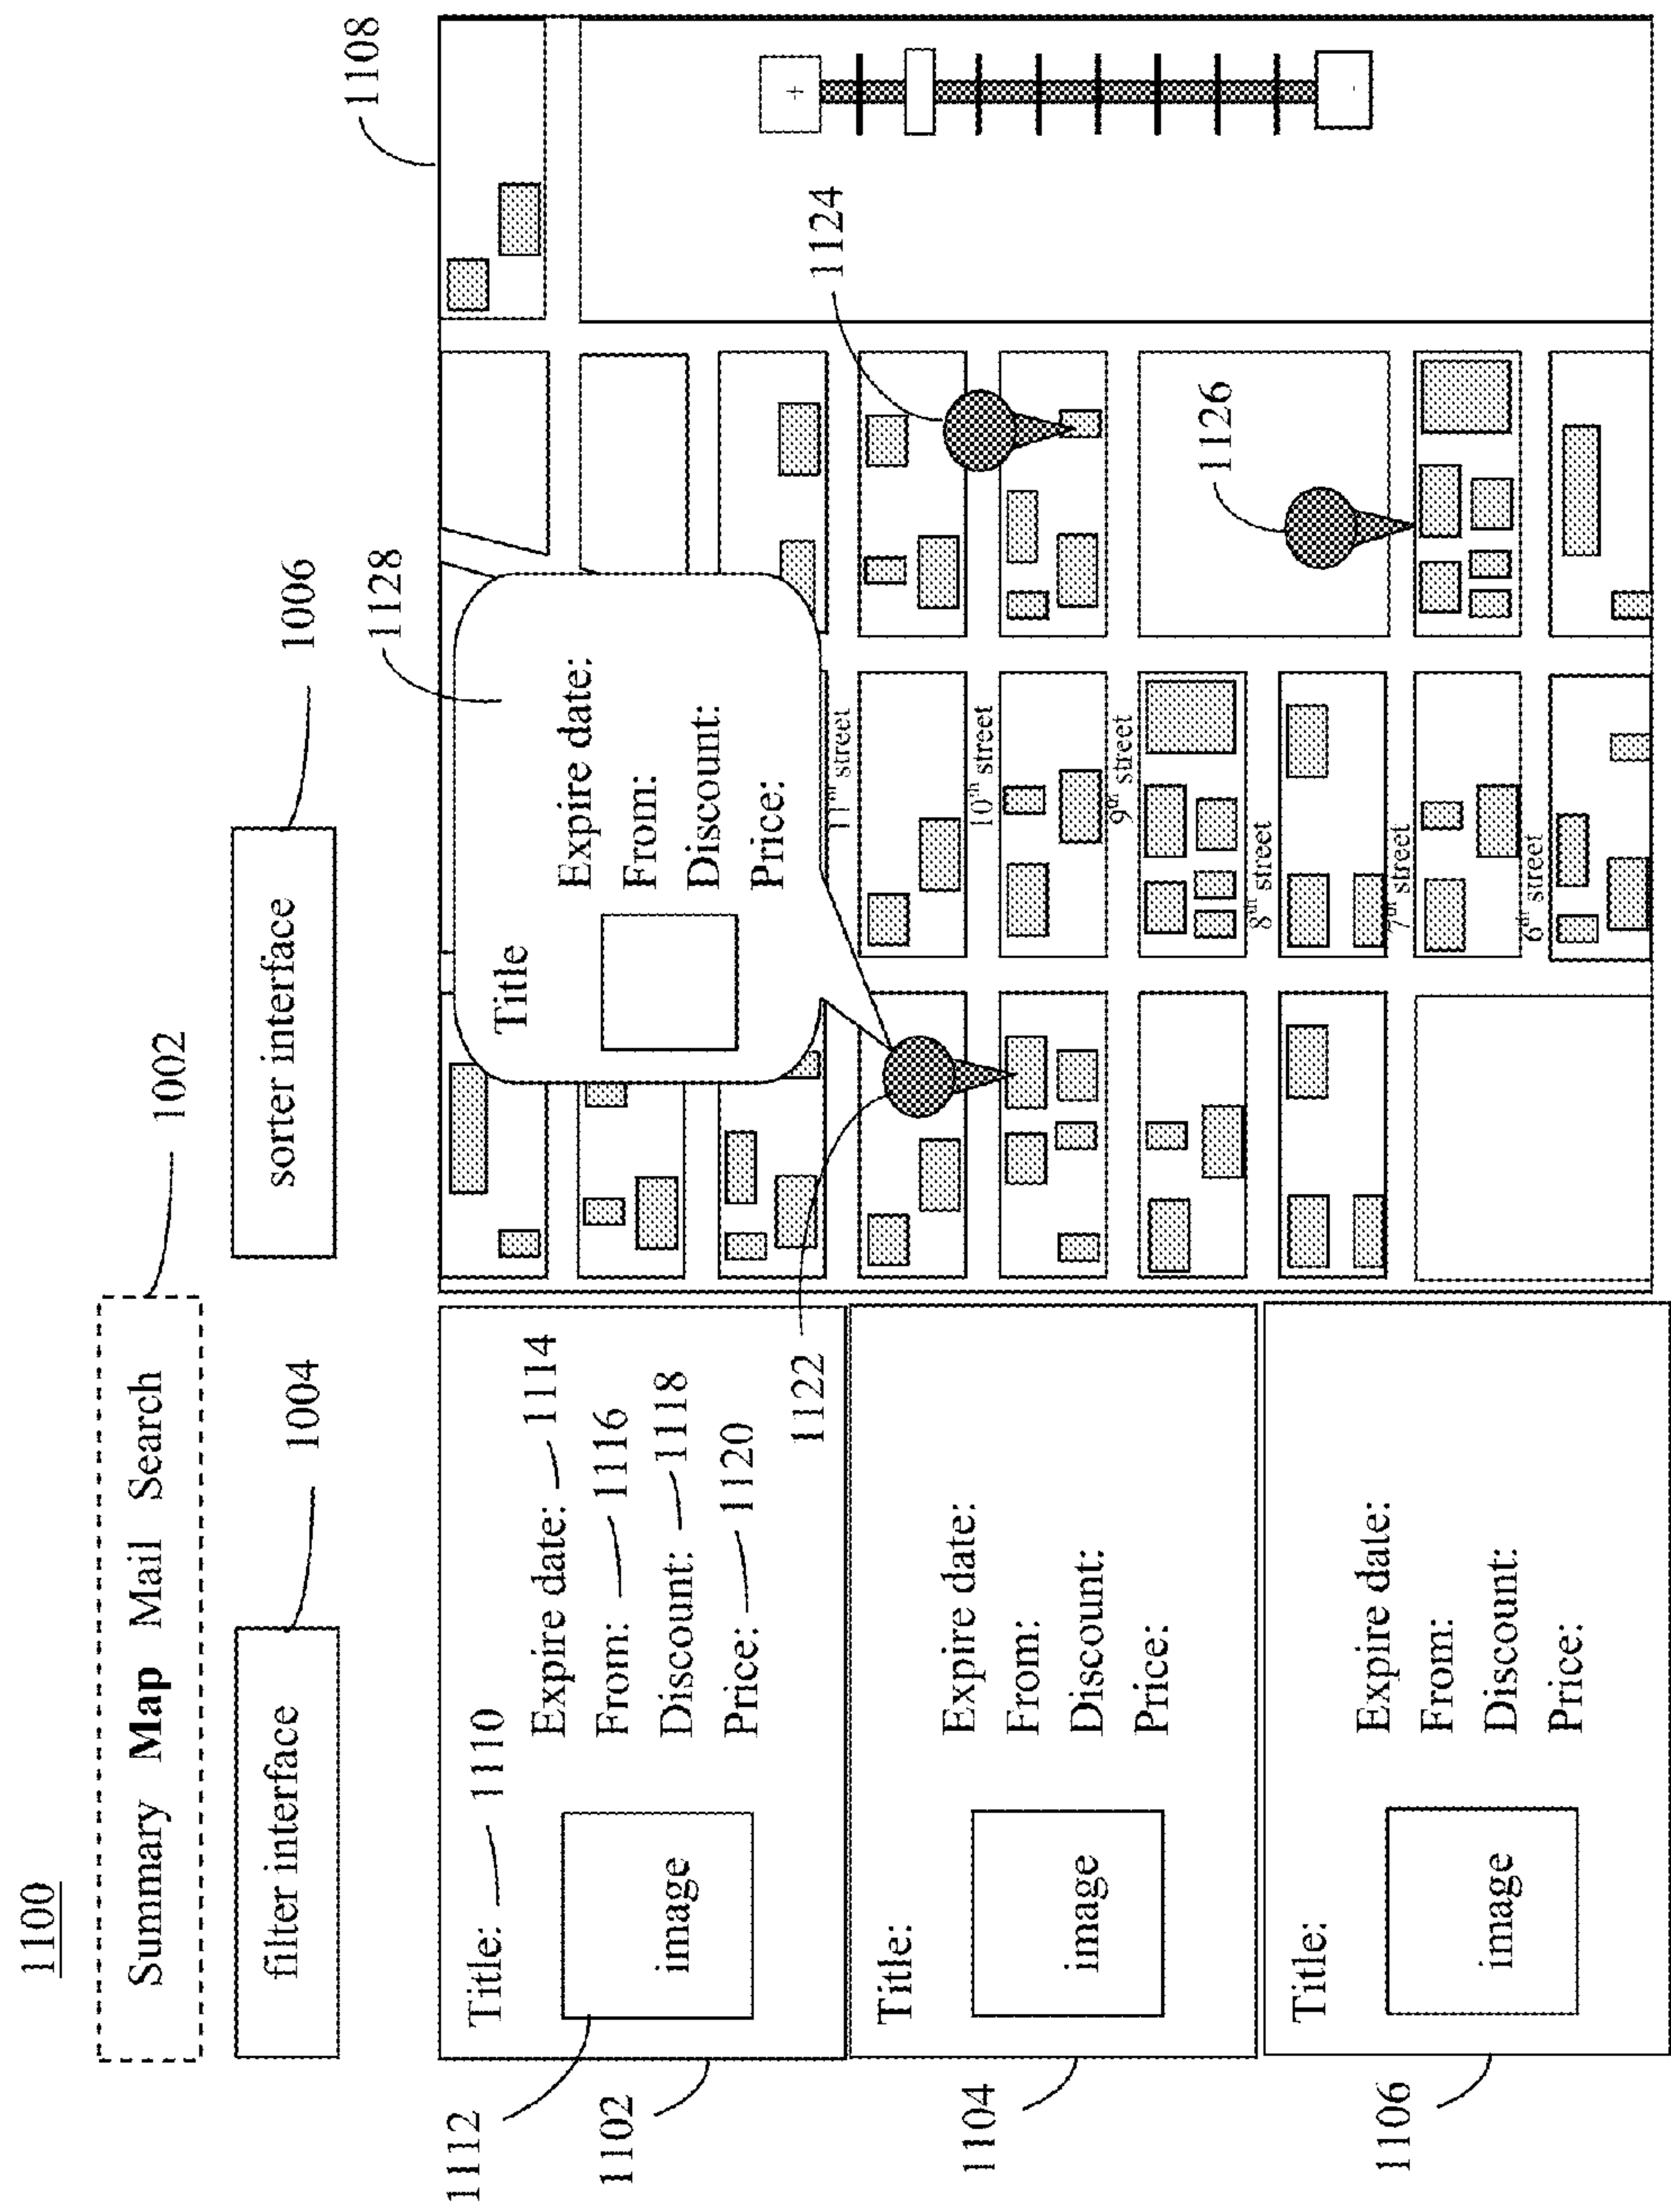 1100
Summary Map Mail Search
1002
filter interface
1004
sorter interface
1006
1108
1112
1102
Title: 1110
image
Expire date: 1114
From: 1116
Discount: 1118
Price: 1120
1104
Title:
image
Expire date:
From:
Discount:
Price:
1106
Title:
image
Expire date:
From:
Discount:
Price:
1128
Title
Expire date:
From:
Discount:
Price:
1122
1124
1126
11th street
10th street
9th street
8th street
7th street
6th street
+
-